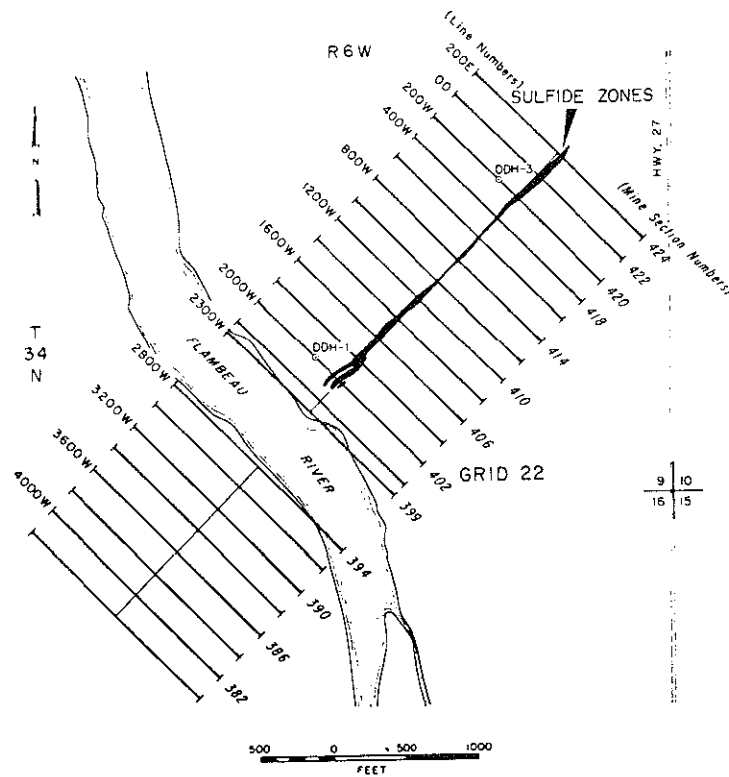 R 6 W
(Line Numbers)
200E
00
200W
400W
800W
1200W
1600W
2000W
2300W
2800W
3200W
3600W
4000W
SULFIDE ZONES
HWY. 27
N
DDH-3
DDH-1
(Mine Section Numbers)
424
422
420
418
414
410
406
402
399
394
390
386
382
T
34
N
FLAMBEAU
RIVER
GRID 22
9 10
16 15
500 0 500 1000
FEET